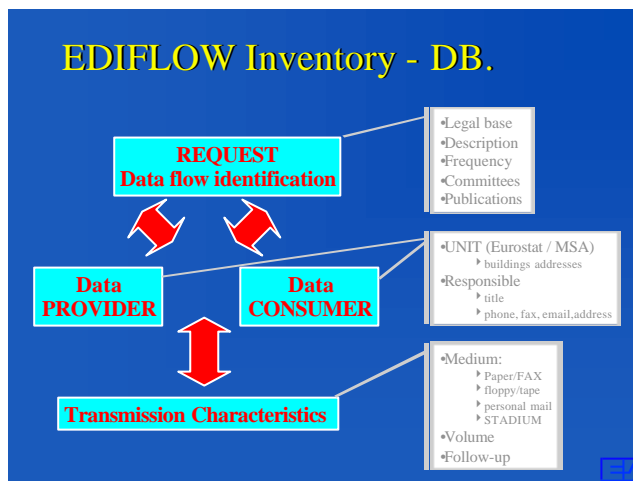 EDIFLOW Inventory - DB.
•Legal base
•Description
•Frequency
•Committees
•Publications
REQUEST
Data flow identification
•UNIT (Eurostat / MSA)
buildings addresses
•Responsible
title
phone, fax, email,address
Data
PROVIDER
Data
CONSUMER
•Medium:
Paper/FAX
floppy/tape
personal mail
STADIUM
•Volume
•Follow-up
Transmission Characteristics